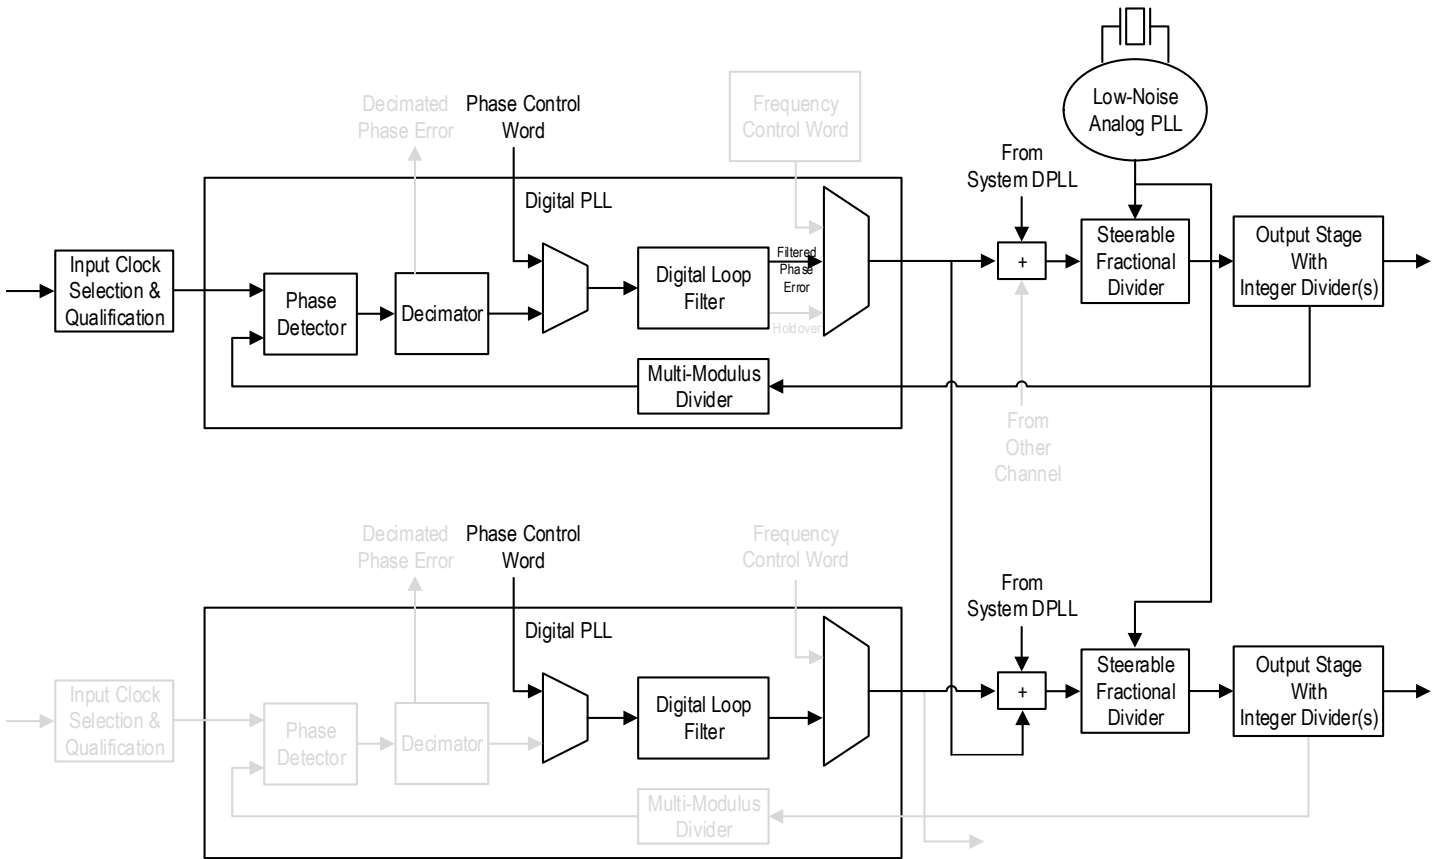 Low-Noise
Analog PLL
Decimated
Phase Error
Phase Control
Word
Frequency
Control Word
From
System DPLL
Digital PLL
Input Clock
Selection &
Qualification
Phase
Detector
Decimator
Digital Loop
Filter
Filtered
Phase
Error
Holdover
+
Steerable
Fractional
Divider
Output Stage
With
Integer Divider(s)
Multi-Modulus
Divider
From
Other
Channel
Decimated
Phase Error
Phase Control
Word
Frequency
Control Word
From
System DPLL
Digital PLL
Input Clock
Selection &
Qualification
Phase
Detector
Decimator
Digital Loop
Filter
+
Steerable
Fractional
Divider
Output Stage
With
Integer Divider(s)
Multi-Modulus
Divider